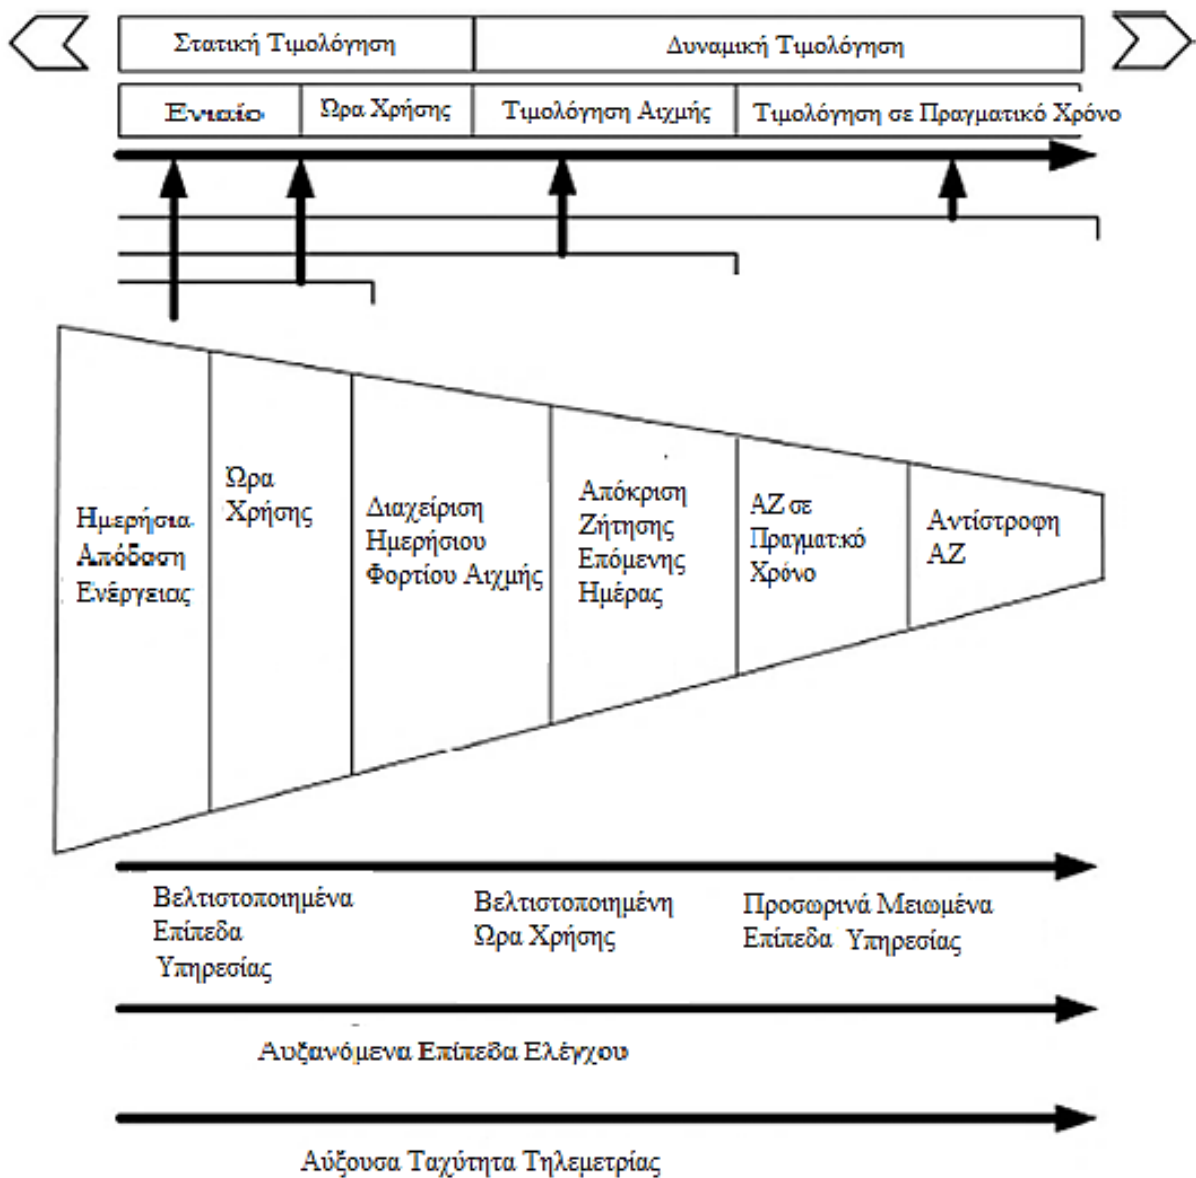 Στατική Τιμολόγηση
Δυναμική Τιμολόγηση
Ενιαίο
Ώρα Χρήσης
Τιμολόγηση Αιχμής
Τιμολόγηση σε Πραγματικό Χρόνο
Ημερήσια
Απόδοση
Ενέργειας
Ώρα
Χρήσης
Διαχείριση
Ημερήσιου
Φορτίου Αιχμής
Απόκριση
Ζήτησης
Επόμενης
Ημέρας
ΑΖ σε
Πραγματικό
Χρόνο
Αντίστροφη
ΑΖ
Βελτιστοποιημένα
Επίπεδα
Υπηρεσίας
Βελτιστοποιημένη
Ώρα Χρήσης
Προσωρινά Μειωμένα
Επίπεδα Υπηρεσίας
Αυξανόμενα Επίπεδα Ελέγχου
Αύξουσα Ταχύτητα Τηλεμετρίας